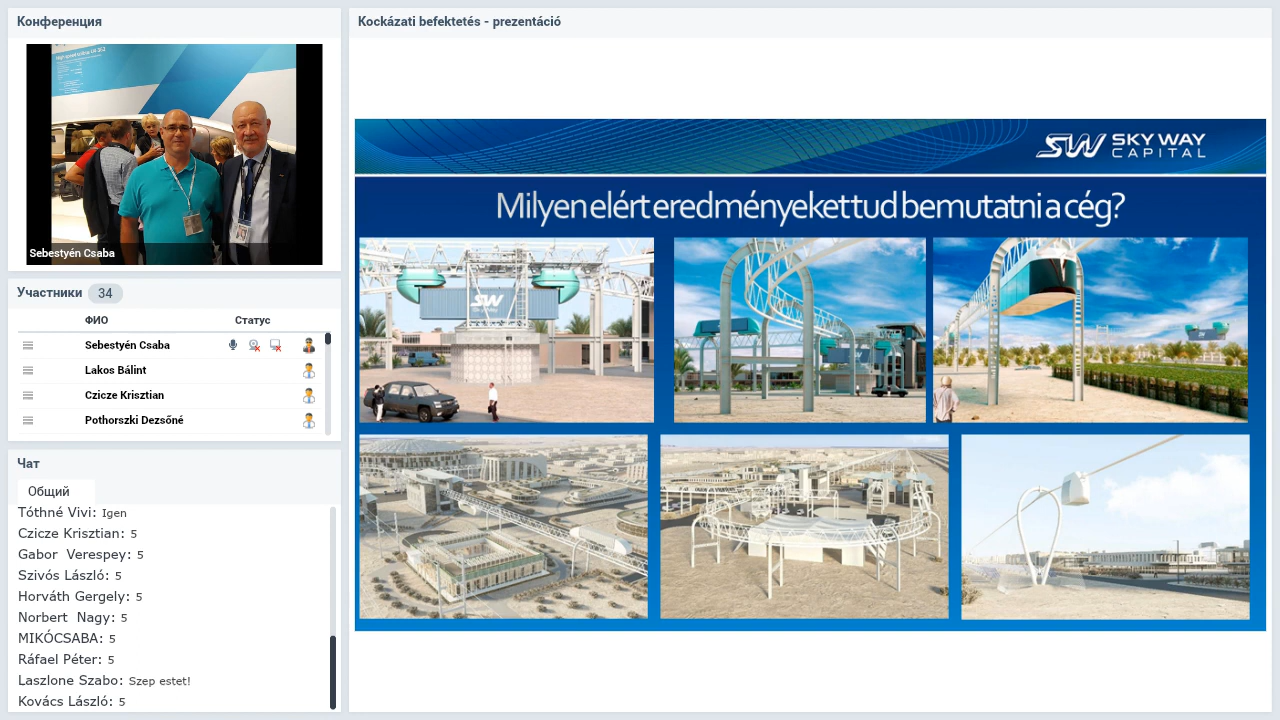 Конференция
Sebestyén Csaba
Участники 34
ФИО Статус
Sebestyén Csaba
Lakos Bálint
Czicze Krisztian
Pothorszki Dezsőné
Чат
Общий
Tóthné Vivi: Igen
Czicze Krisztian: 5
Gabor Verespey: 5
Szivós László: 5
Horváth Gergely: 5
Norbert Nagy: 5
MIKÓCSABA: 5
Ráfael Péter: 5
Laszlone Szabo: Szep estet!
Kovács László: 5
Kockázati befektetés - prezentáció
SW SKY WAY
CAPITAL
Milyen elért eredményeket tud bemutatni a cég?
SW